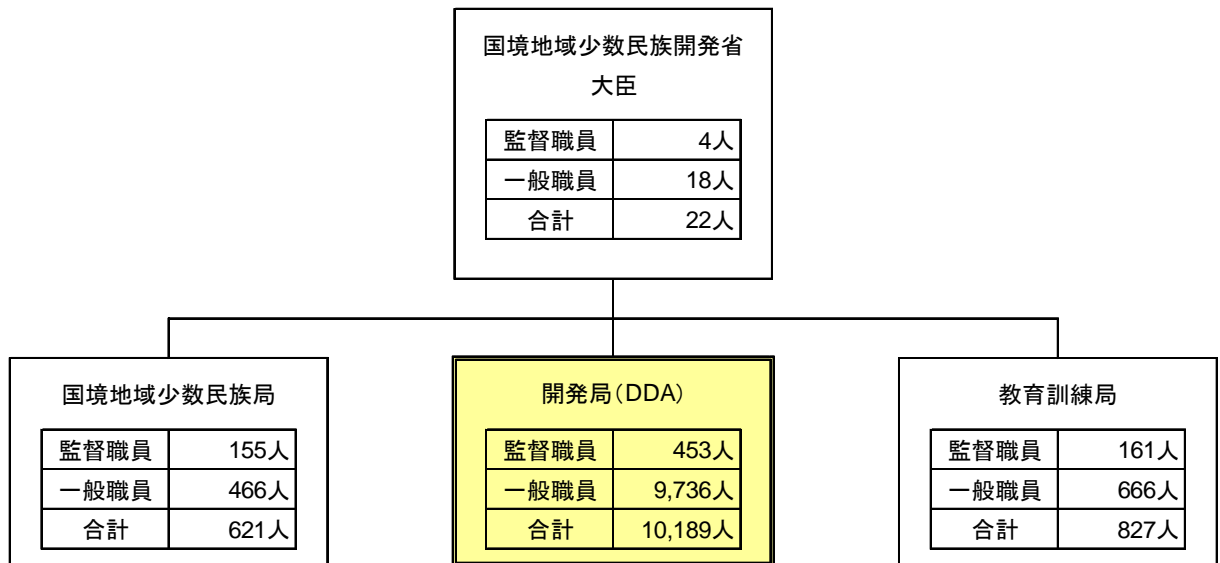 国境地域少数民族開発省
大臣
監督職員 4人
一般職員 18人
合計 22人
国境地域少数民族局
監督職員 155人
一般職員 466人
合計 621人
開発局(DDA)
監督職員 453人
一般職員 9,736人
合計 10,189人
教育訓練局
監督職員 161人
一般職員 666人
合計 827人